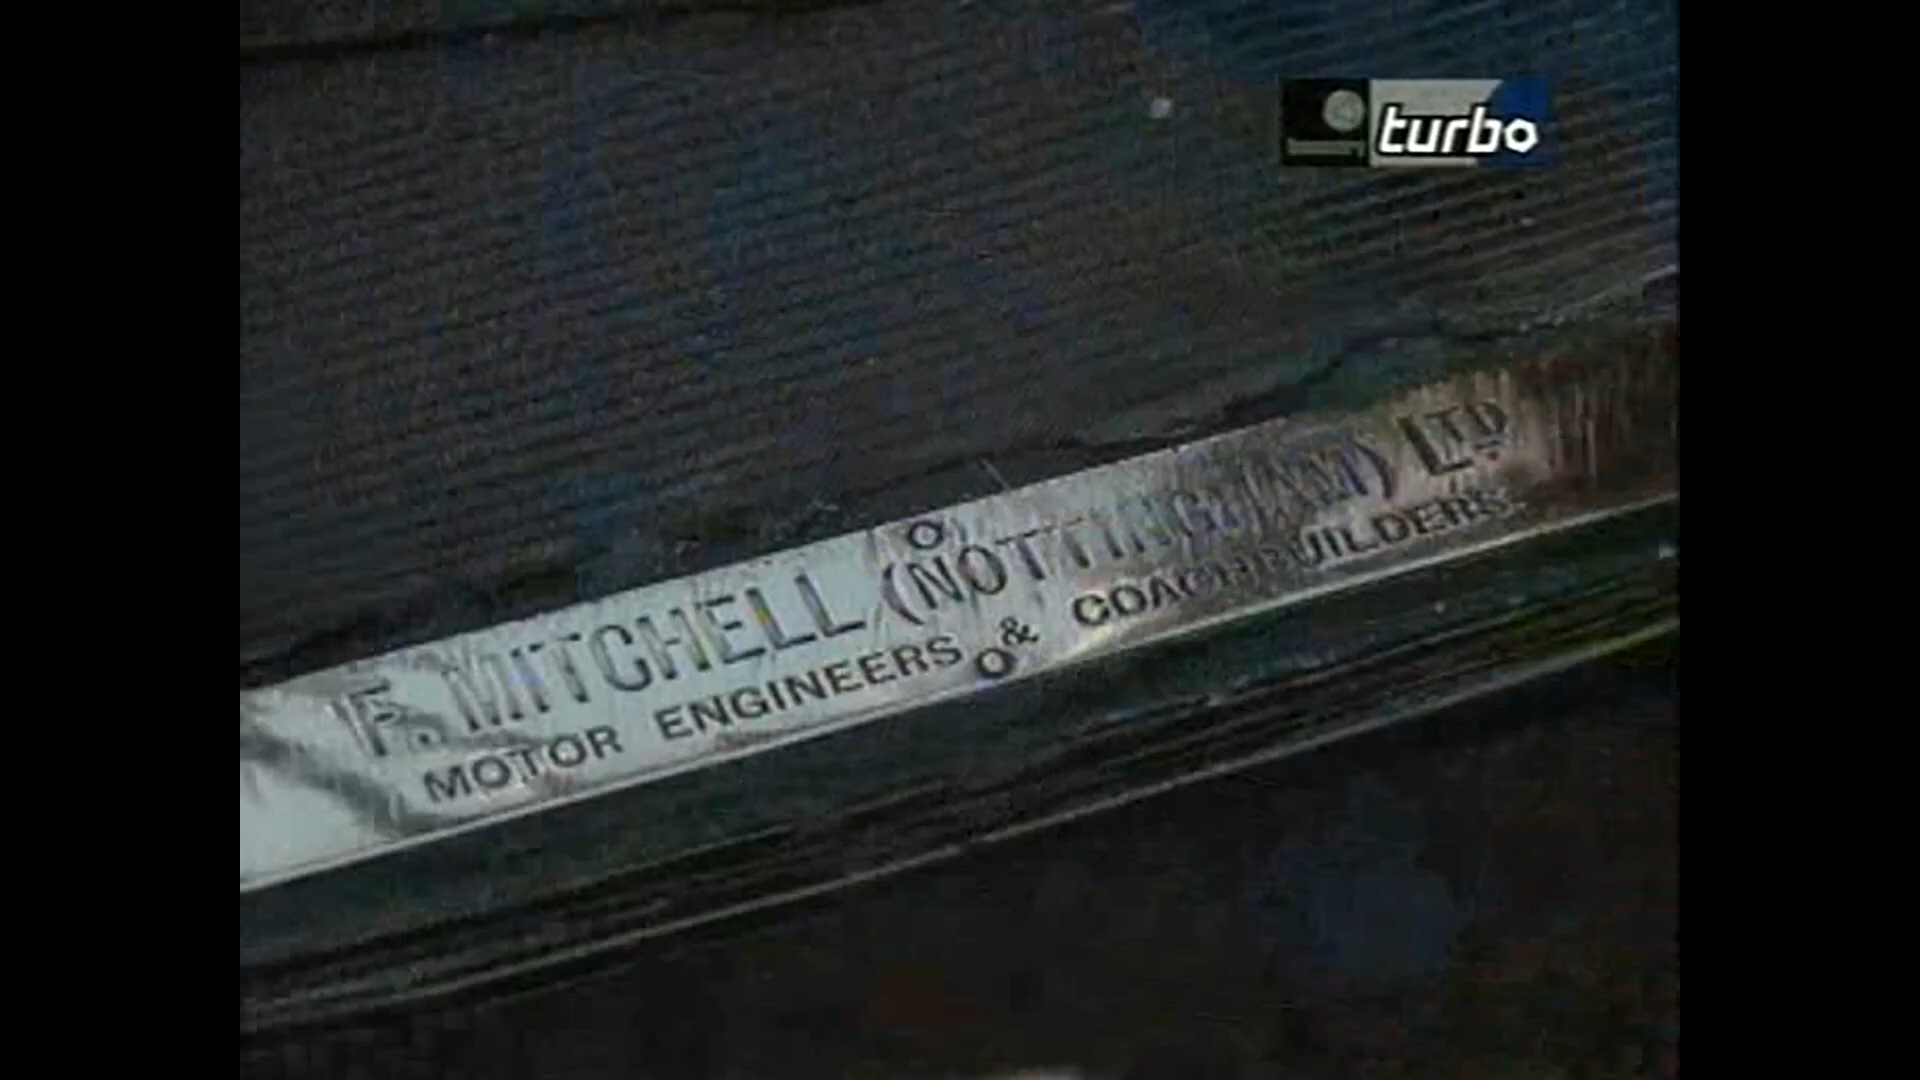 turbo
F. MITCHELL (NOTTINGHAM) LTD
MOTOR ENGINEERS & COACHBUILDERS